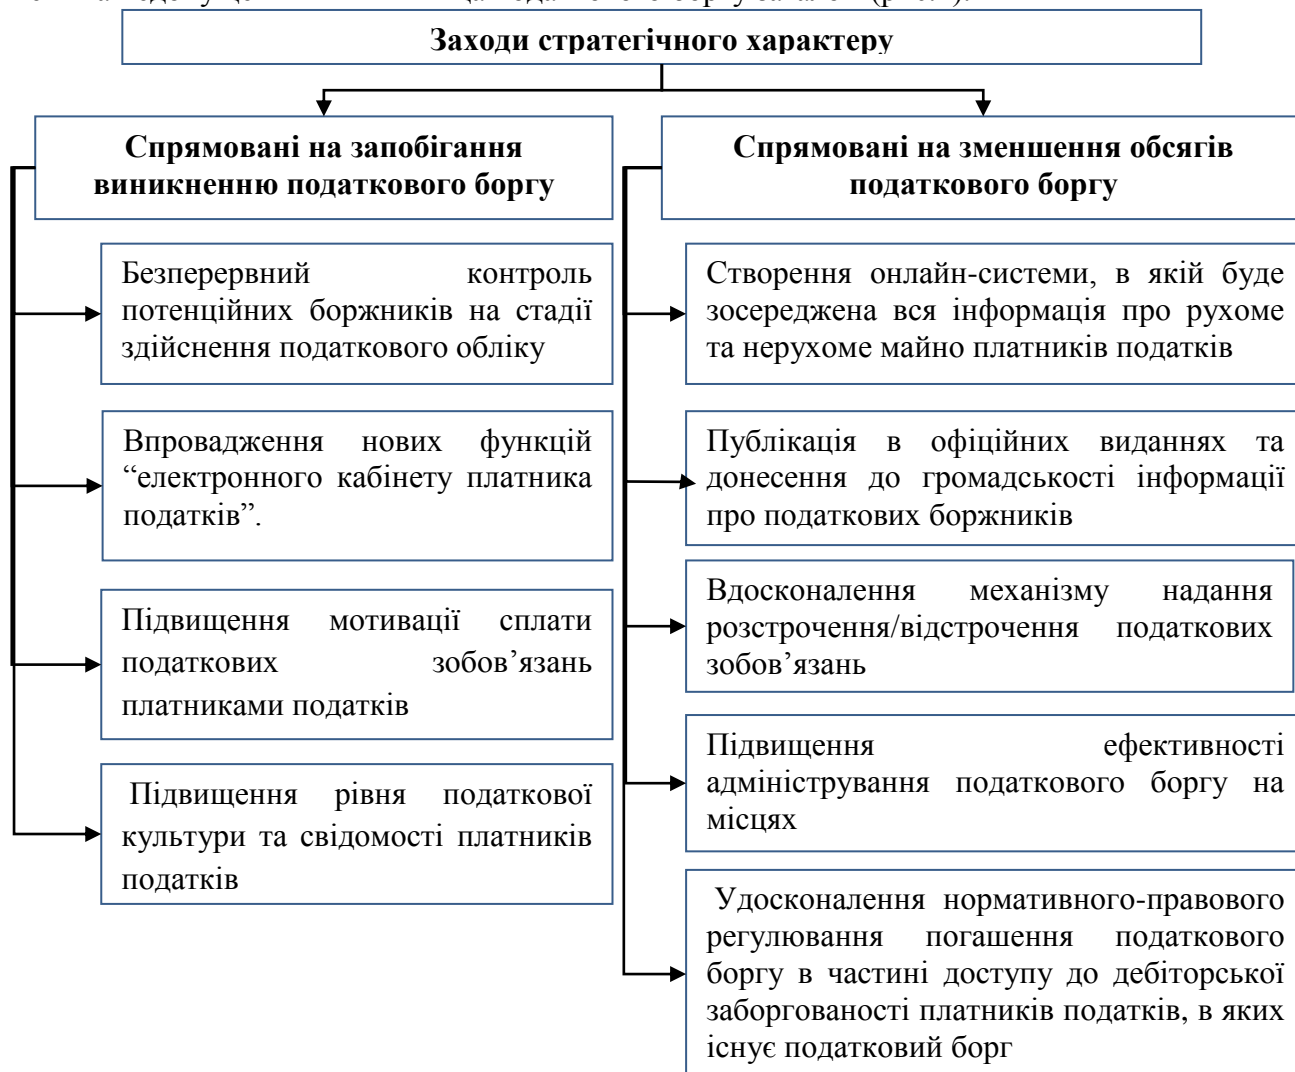 Заходи стратегічного характеру
Спрямовані на запобігання
виникненню податкового боргу
Безперервний контроль
потенційних боржників на стадії
здійснення податкового обліку
Впровадження нових функцій
“електронного кабінету платника
податків”.
Підвищення мотивації сплати
податкових зобов’язань
платниками податків
Підвищення рівня податкової
культури та свідомості платників
податків
Спрямовані на зменшення обсягів
податкового боргу
Створення онлайн-системи, в якій буде
зосереджена вся інформація про рухоме
та нерухоме майно платників податків
Публікація в офіційних виданнях та
донесення до громадськості інформації
про податкових боржників
Вдосконалення механізму надання
розстрочення/відстрочення податкових
зобов’язань
Підвищення ефективності
адміністрування податкового боргу на
місцях
Удосконалення нормативного-правового
регулювання погашення податкового
боргу в частині доступу до дебіторської
заборгованості платників податків, в яких
існує податковий борг